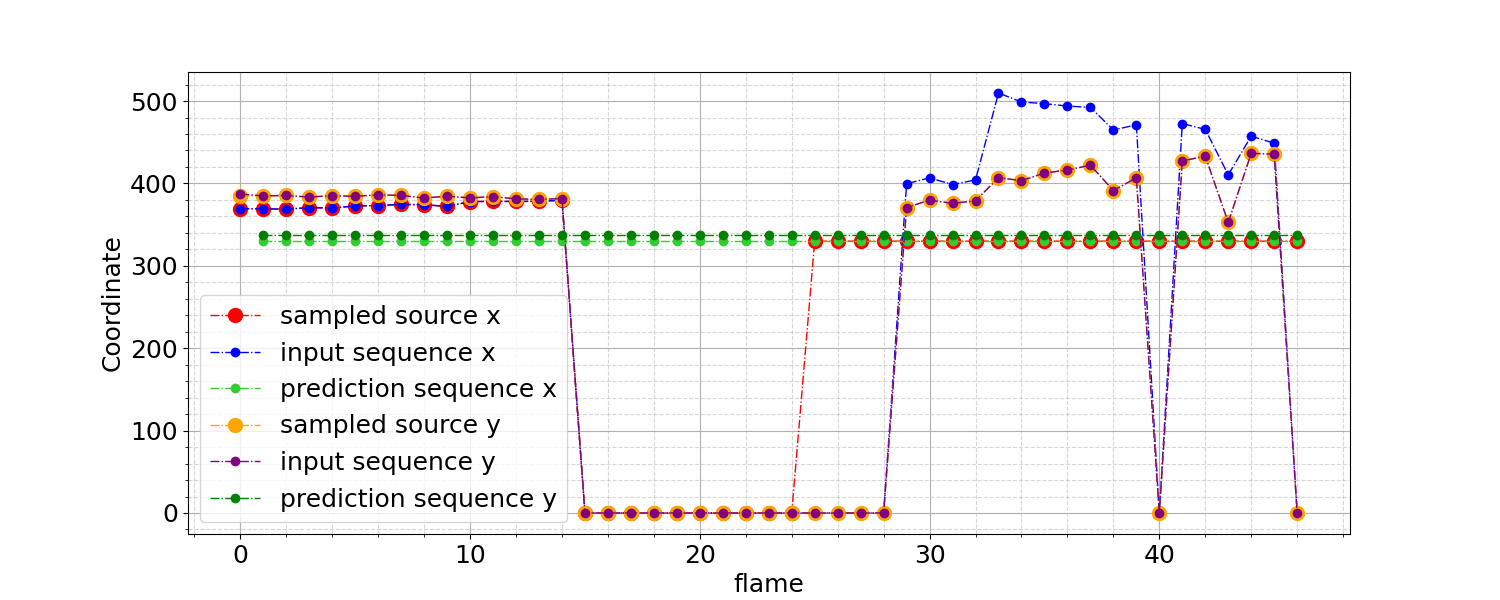 500
400
300
200
100
0
Coordinate
sampled source x
input sequence x
prediction sequence x
sampled source y
input sequence y
prediction sequence y
0 10 20 30 40
flame